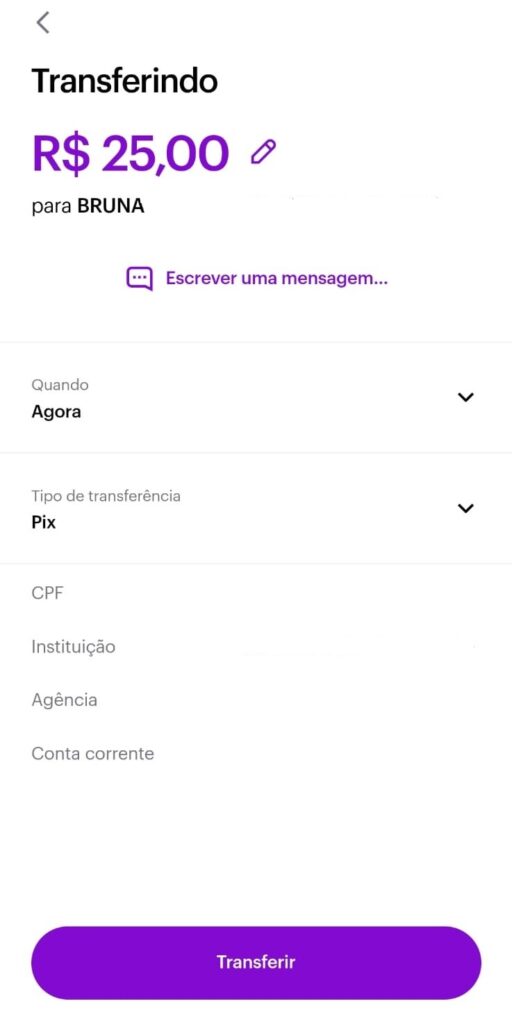 Transferindo
R$ 25,00
para BRUNA
Escrever uma mensagem...
Quando
Agora
Tipo de transferência
Pix
CPF
Instituição
Agência
Conta corrente
Transferir